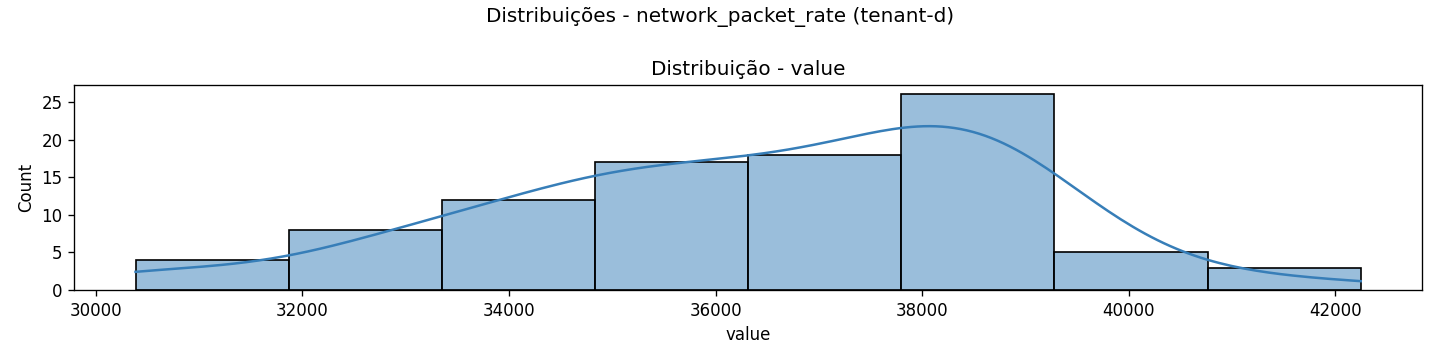 Distribuições - network_packet_rate (tenant-d)
Distribuição - value
Count
25
20
15
10
5
0
30000 32000 34000 36000 38000 40000 42000
value